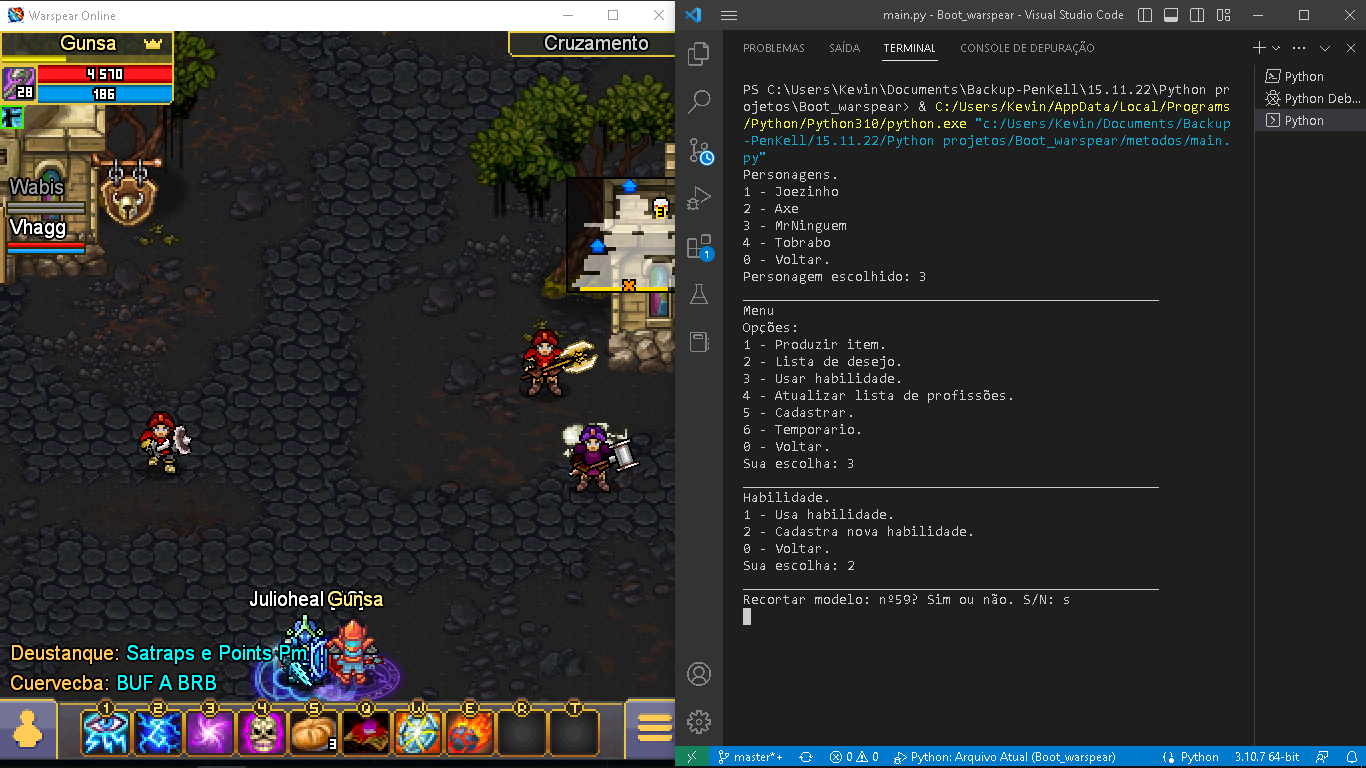 Warspear Online
Gunsa
Cruzamento
4 570
28
186
F
Wabis
Vhagg
3
Julioheal Gunsa
Deustanque: Satraps e Points Pm
Cuervecba: BUF A BRB
1 2 3 4 5 Q W E R T
3
main.py - Boot_warspear - Visual Studio Code
PROBLEMAS SAÍDA TERMINAL CONSOLE DE DEPURAÇÃO
Python
Python Deb...
Python
1
PS C:\Users\Kevin\Documents\Backup-PenKell\15.11.22\Python pr
ojetos\Boot_warspear> & C:/Users/Kevin/AppData/Local/Programs
/Python/Python310/python.exe "c:/Users/Kevin/Documents/Backup
-PenKell/15.11.22/Python projetos/Boot_warspear/metodos/main.
py"
Personagens.
1 - Joezinho
2 - Axe
3 - MrNinguem
4 - Tobrabo
0 - Voltar.
Personagem escolhido: 3
Menu
Opções:
1 - Produzir item.
2 - Lista de desejo.
3 - Usar habilidade.
4 - Atualizar lista de profissões.
5 - Cadastrar.
6 - Temporario.
0 - Voltar.
Sua escolha: 3
Habilidade.
1 - Usa habilidade.
2 - Cadastra nova habilidade.
0 - Voltar.
Sua escolha: 2
Recortar modelo: nº59? Sim ou não. S/N: s
master*+ 0 0 Python: Arquivo Atual (Boot_warspear) Python 3.10.7 64-bit